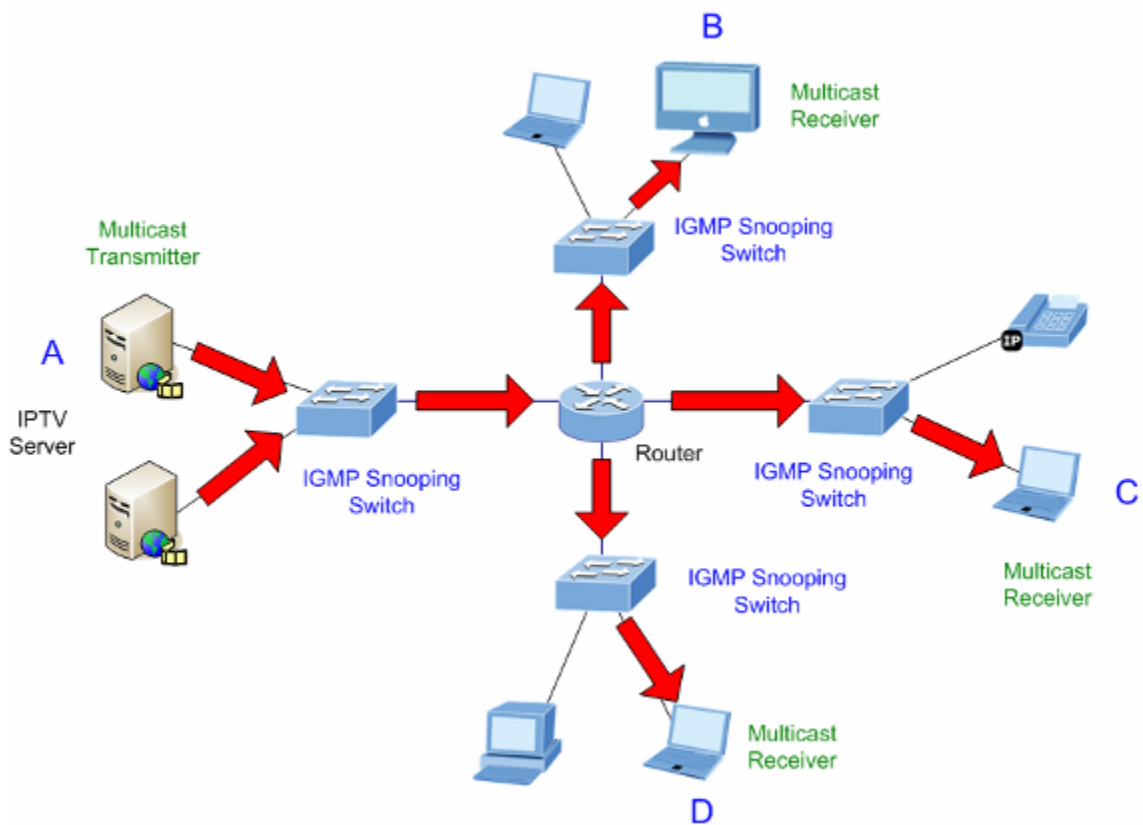 B
Multicast
Receiver
Multicast
Transmitter
IGMP Snooping
Switch
A
IP
IPTV
Server
Router
IGMP Snooping
Switch
IGMP Snooping
Switch
C
IGMP Snooping
Switch
Multicast
Receiver
Multicast
Receiver
D